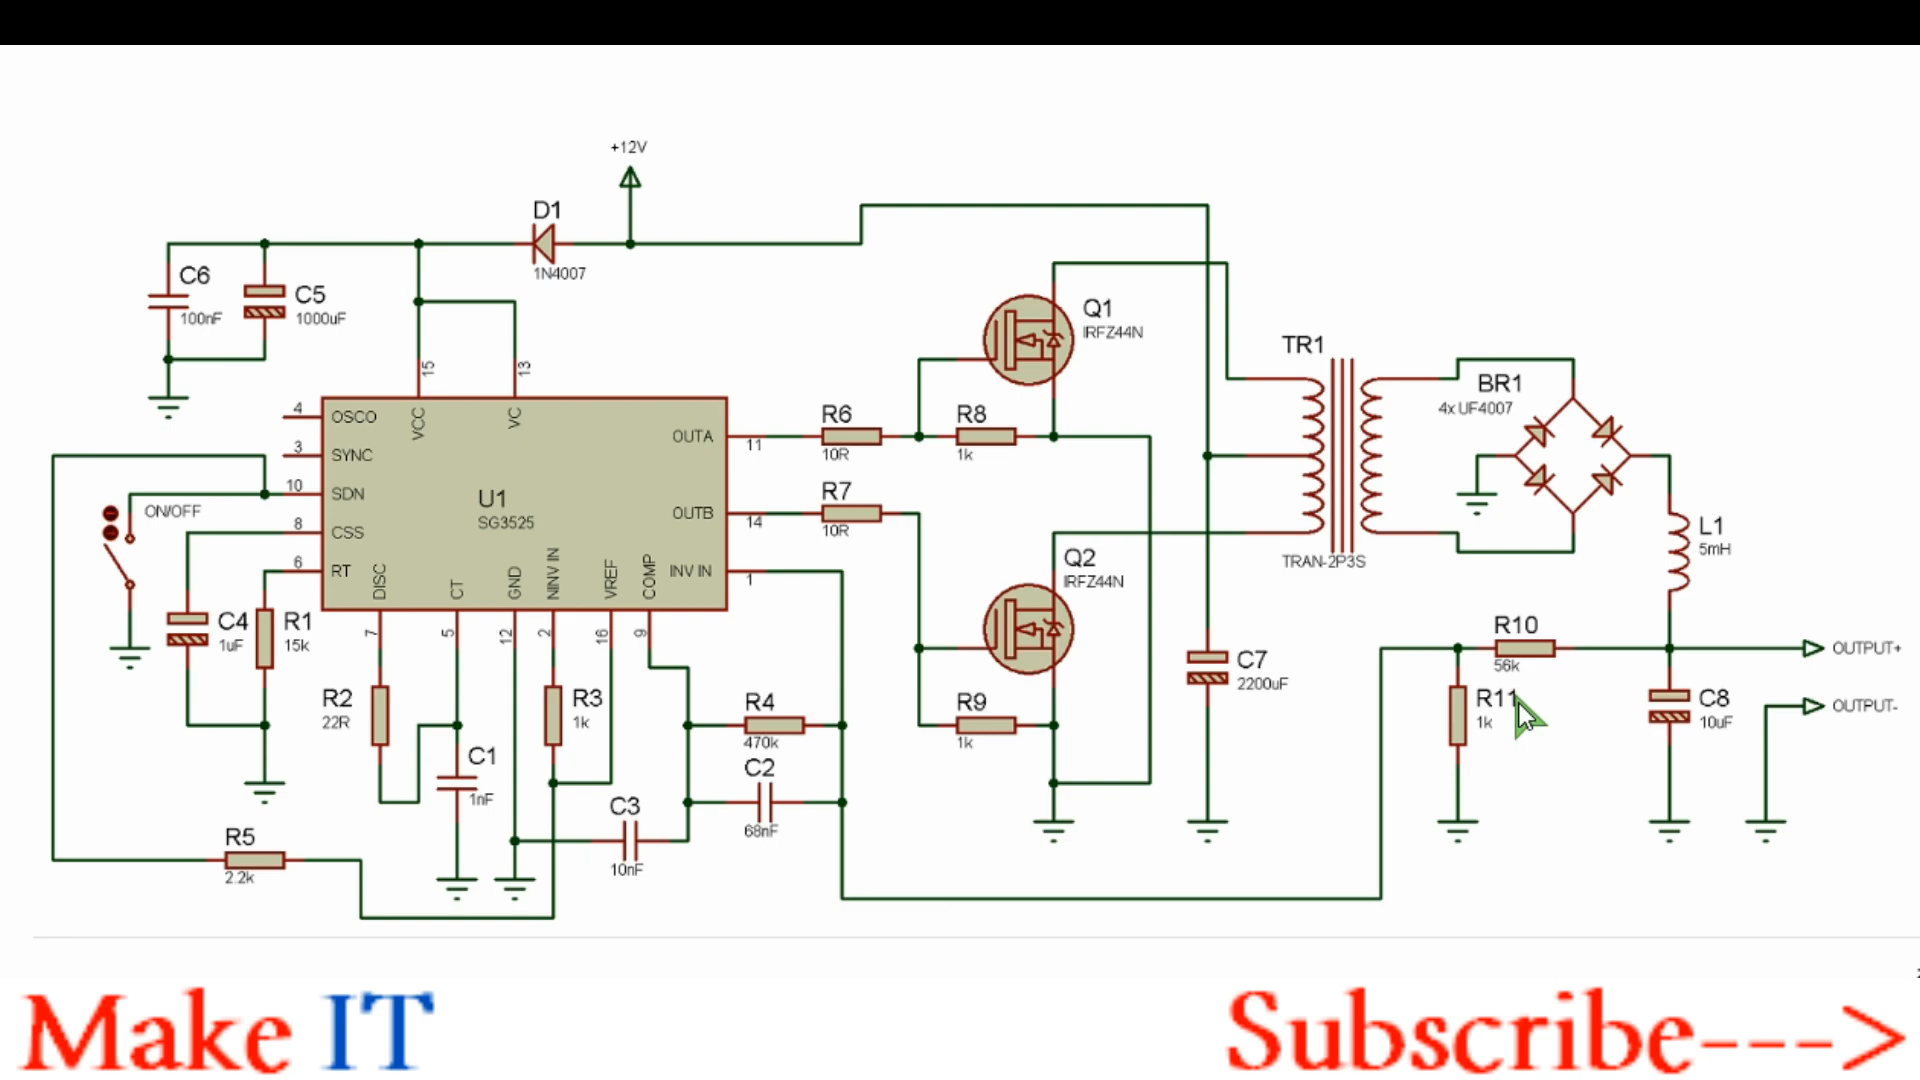 +12V
D1
1N4007
C6
100nF
C5
1000uF
Q1
IRFZ44N
TR1
TRAN-2P3S
BR1
4x UF4007
15
13
4
OSCO
VCC
VC
3
SYNC
10
SDN
8
CSS
6
RT
U1
SG3525
OUTA
11
OUTB
14
INV IN
1
DISC
CT
GND
NINV IN
VREF
COMP
7
5
12
2
16
9
ON/OFF
R6
10R
R8
1k
R7
10R
Q2
IRFZ44N
L1
5mH
C4
1uF
R1
15k
R2
22R
R3
1k
R4
470k
R9
1k
C7
2200uF
R10
56k
OUTPUT+
R11
1k
C8
10uF
OUTPUT-
C1
1nF
C2
68nF
C3
10nF
R5
2.2k
Make IT
Subscribe--->